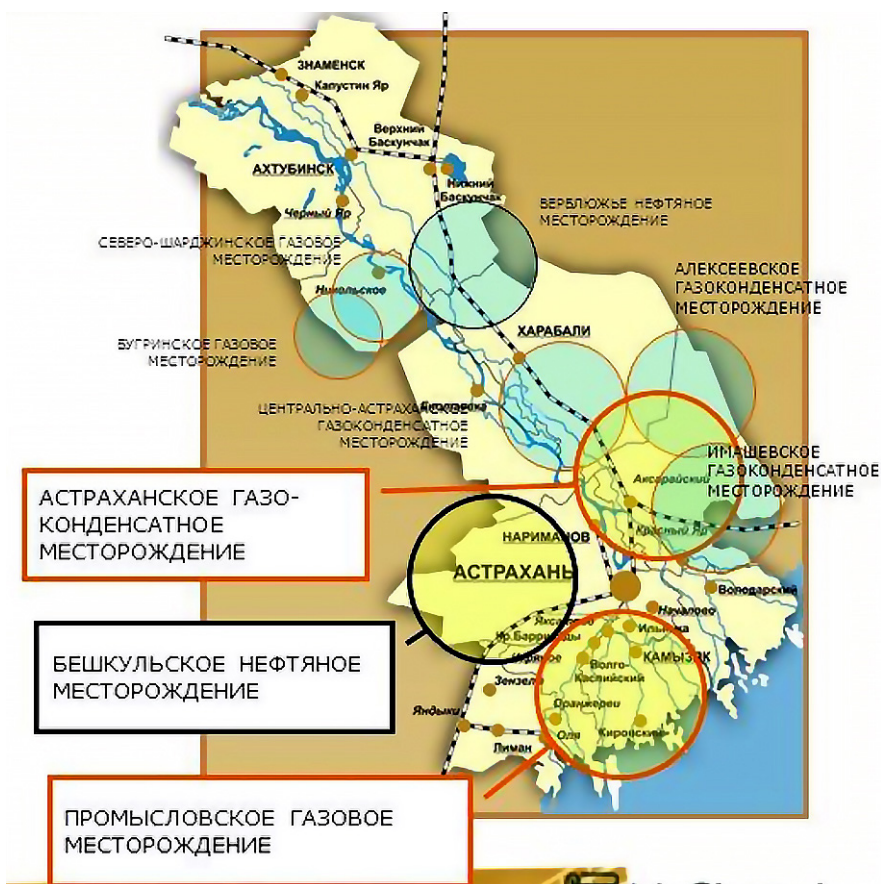 ЗНАМЕНСК
Капустин Яр
Верхний
Баскунчак
АХТУБИНСК
Нижний
Баскунчак
Черный Яр
ВЕРБЛЮЖЬЕ НЕФТЯНОЕ
МЕСТОРОЖДЕНИЕ
СЕВЕРО-ШАРДЖИНСКОЕ ГАЗОВОЕ
МЕСТОРОЖДЕНИЕ
АЛЕКСЕЕВСКОЕ
ГАЗОКОНДЕНСАТНОЕ
МЕСТОРОЖДЕНИЕ
Никольское
ХАРАБАЛИ
БУГРИНСКОЕ ГАЗОВОЕ
МЕСТОРОЖДЕНИЕ
ЦЕНТРАЛЬНО-АСТРАХАНСКОЕ
ГАЗОКОНДЕНСАТНОЕ
МЕСТОРОЖДЕНИЕ
ИМАШЕВСКОЕ
ГАЗОКОНДЕНСАТНОЕ
МЕСТОРОЖДЕНИЕ
Аксарайский
АСТРАХАНСКОЕ ГАЗО-
КОНДЕНСАТНОЕ
МЕСТОРОЖДЕНИЕ
Красный Яр
НАРИМАНОВ
АСТРАХАНЬ
Володарский
Началово
Ильинка
БЕШКУЛЬСКОЕ НЕФТЯНОЕ
МЕСТОРОЖДЕНИЕ
КАМЫЗЯК
Волго-
Каспийский
Зензели
Оранжереи
Яндыки
Оля
Кировский
Лиман
ПРОМЫСЛОВСКОЕ ГАЗОВОЕ
МЕСТОРОЖДЕНИЕ